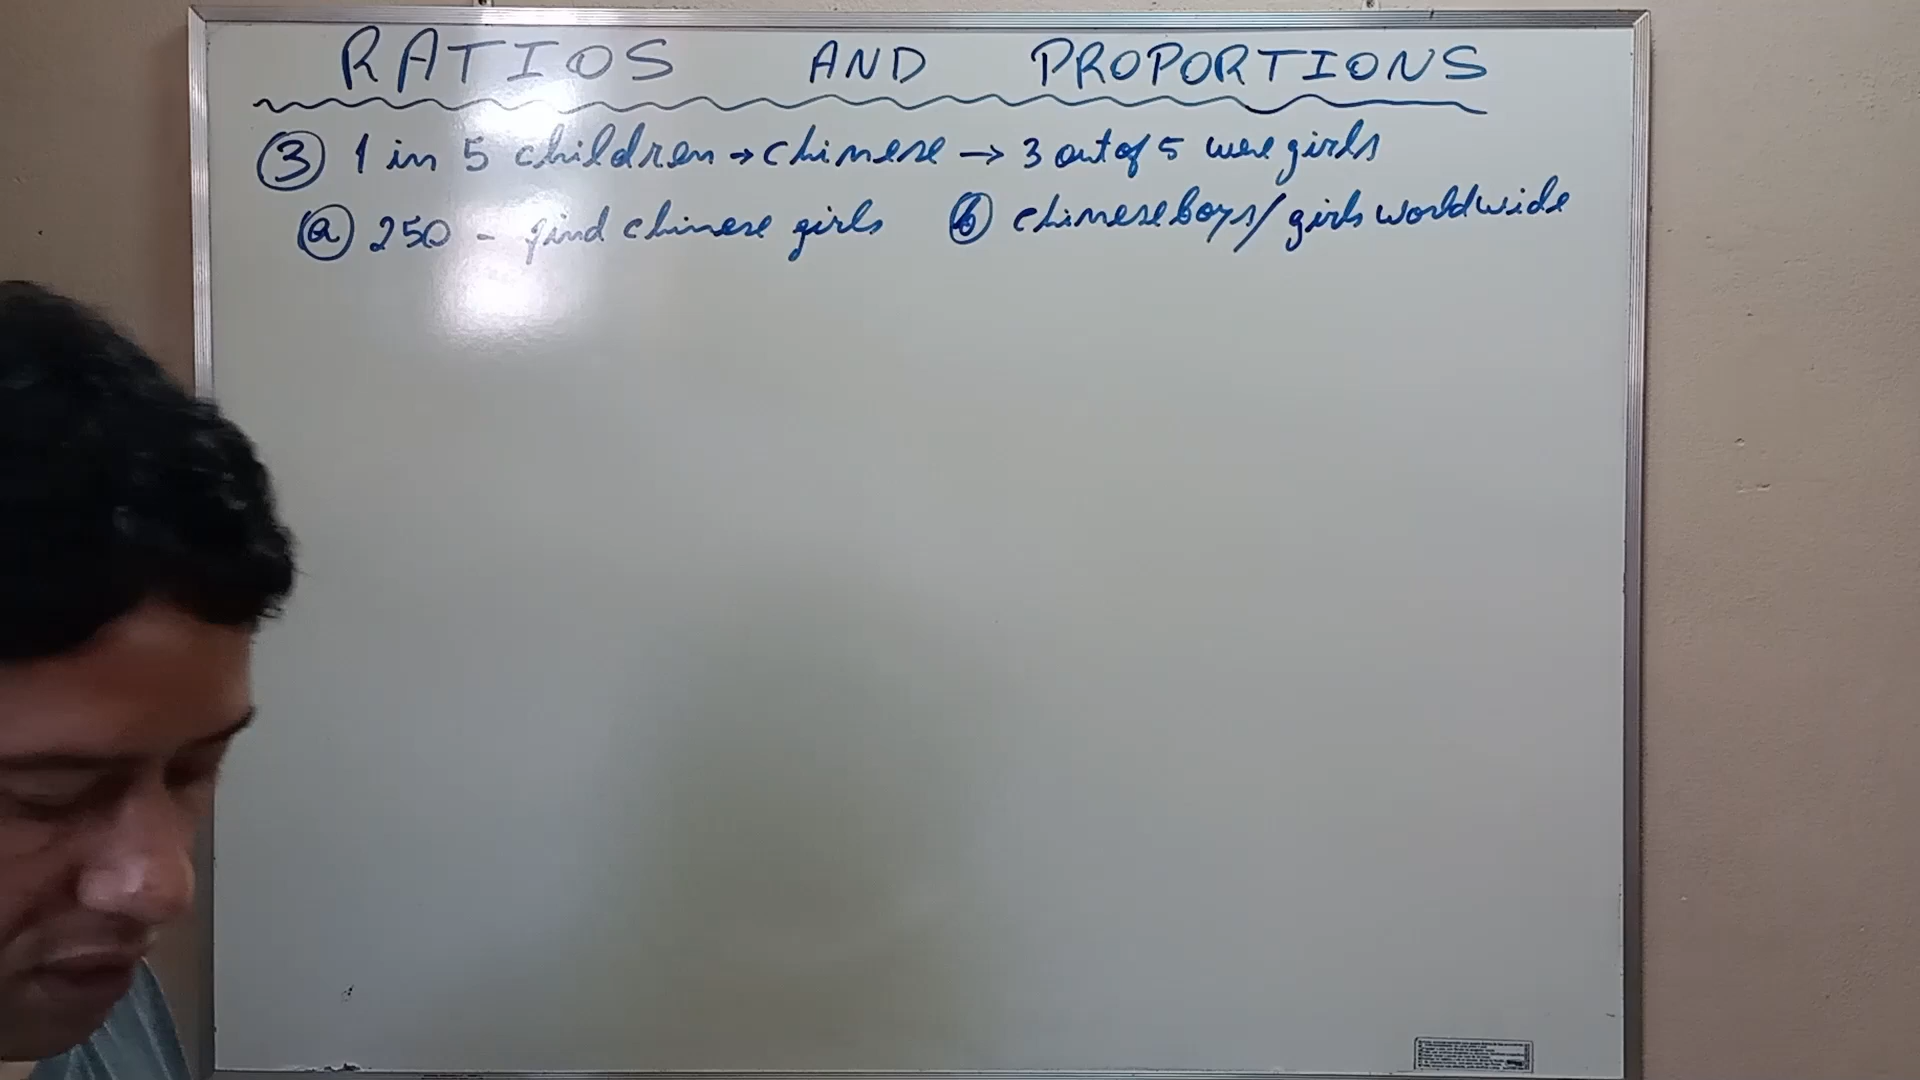 RATIOS AND PROPORTIONS
③ 1 in 5 children → chinese → 3 out of 5 were girls
ⓐ 250 - find chinese girls ⓑ chinese boys/girls worldwide